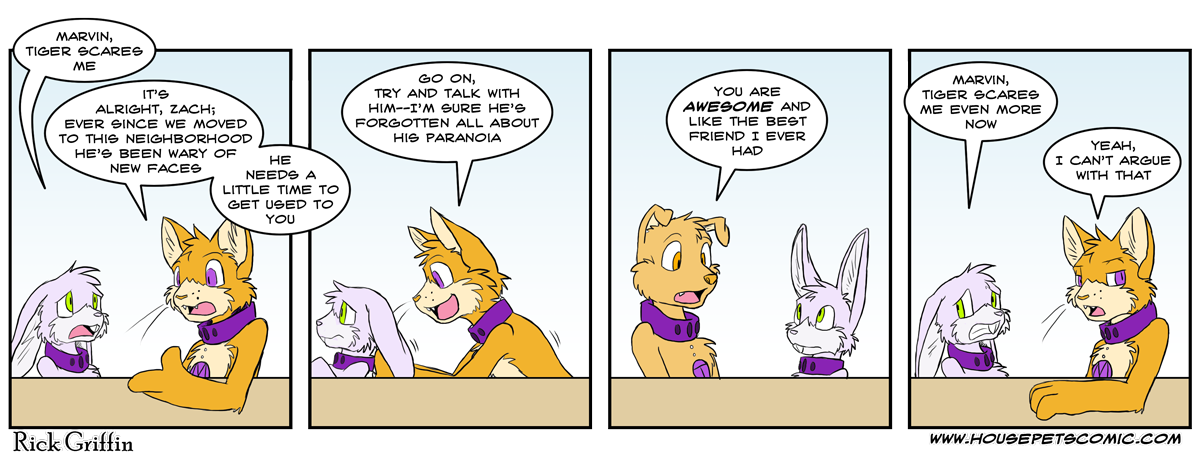 MARVIN,
TIGER SCARES
ME
IT'S
ALRIGHT, ZACH;
EVER SINCE WE MOVED
TO THIS NEIGHBORHOOD
HE'S BEEN WARY OF
NEW FACES
HE
NEEDS A
LITTLE TIME TO
GET USED TO
YOU
GO ON,
TRY AND TALK WITH
HIM--I'M SURE HE'S
FORGOTTEN ALL ABOUT
HIS PARANOIA
YOU ARE
AWESOME AND
LIKE THE BEST
FRIEND I EVER
HAD
MARVIN,
TIGER SCARES
ME EVEN MORE
NOW
YEAH,
I CAN'T ARGUE
WITH THAT
Rick Griffin
WWW.HOUSEPETSCOMIC.COM